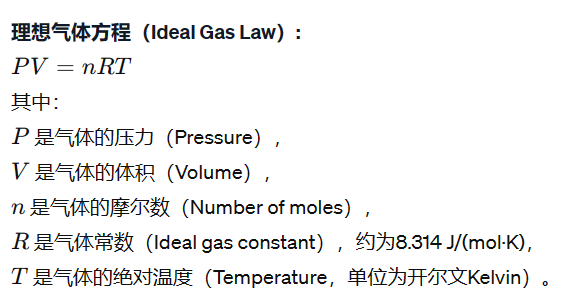 理想气体方程（Ideal Gas Law）:
PV = nRT
其中:
P 是气体的压力（Pressure）,
V 是气体的体积（Volume）,
n 是气体的摩尔数（Number of moles）,
R 是气体常数（Ideal gas constant）, 约为8.314 J/(mol·K),
T 是气体的绝对温度（Temperature，单位为开尔文Kelvin）。